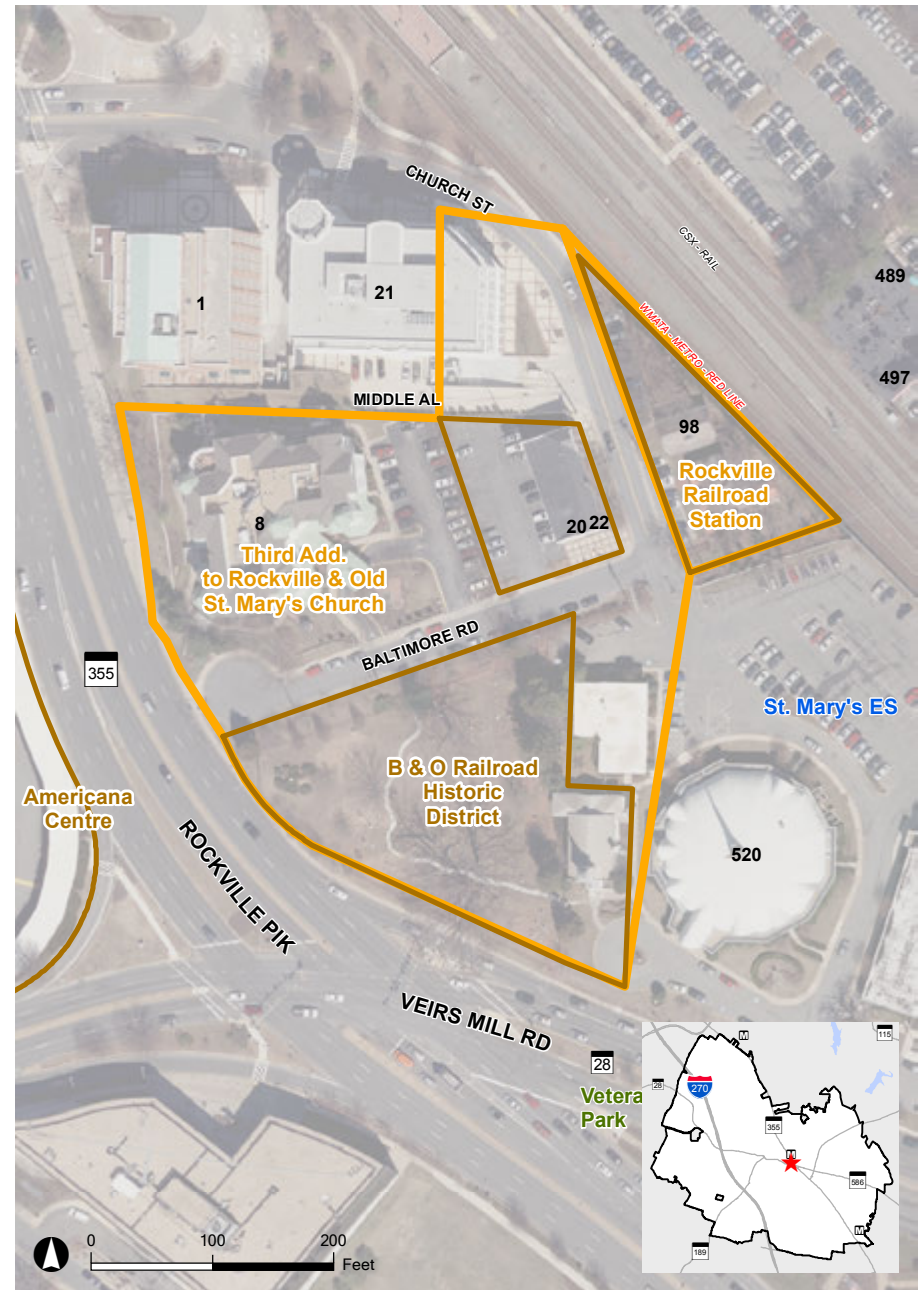 CHURCH ST
CSX - RAIL
489
21
1
WMATA - METRO - RED LINE
497
MIDDLE AL
98
Rockville
Railroad
Station
8
20
22
Third Add.
to Rockville & Old
St. Mary's Church
BALTIMORE RD
355
St. Mary's ES
B & O Railroad
Historic
District
Americana
Centre
ROCKVILLE PIK
520
VEIRS MILL RD
28
Vetera
Park
M
115
28
270
355
M
586
M
189
0
100
200
Feet